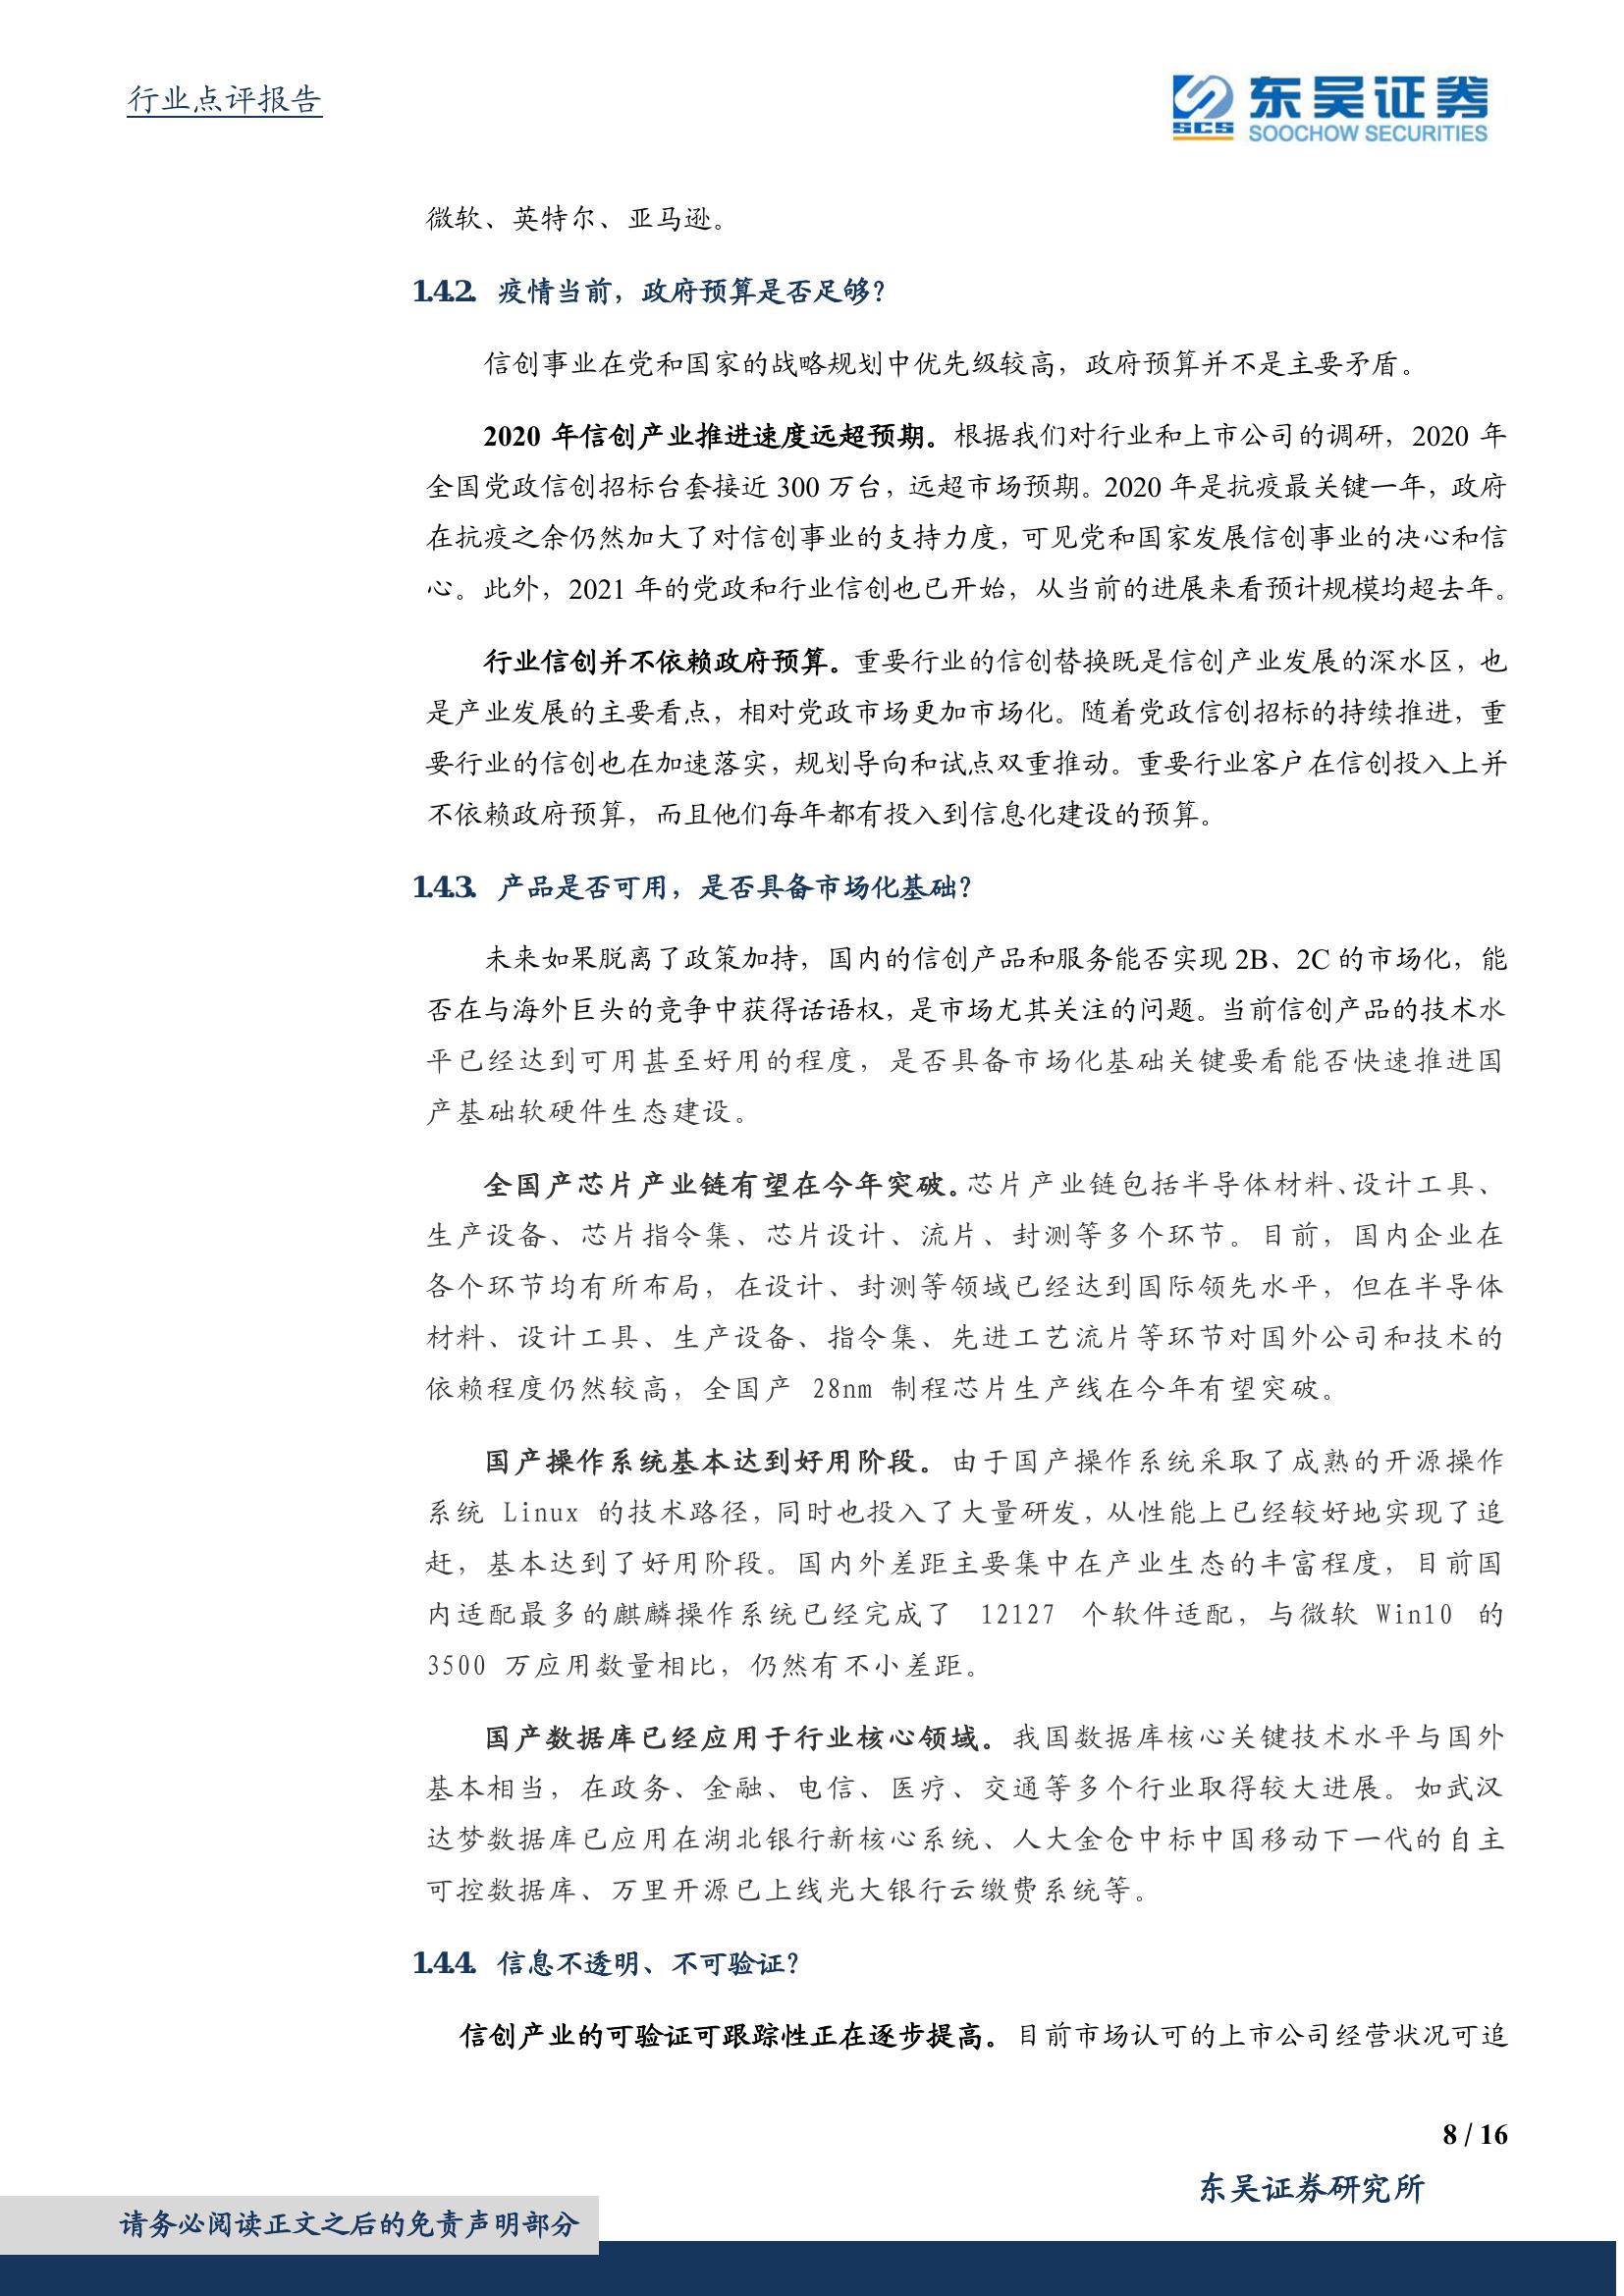 行业点评报告
东吴证券
SCS
SOOCHOW SECURITIES
微软、英特尔、亚马逊。
1.4.2. 疫情当前，政府预算是否足够？
信创事业在党和国家的战略规划中优先级较高，政府预算并不是主要矛盾。
2020 年信创产业推进速度远超预期。根据我们对行业和上市公司的调研，2020 年
全国党政信创招标台套接近 300 万台，远超市场预期。2020 年是抗疫最关键一年，政府
在抗疫之余仍然加大了对信创事业的支持力度，可见党和国家发展信创事业的决心和信
心。此外，2021 年的党政和行业信创也已开始，从当前的进展来看预计规模均超去年。
行业信创并不依赖政府预算。重要行业的信创替换既是信创产业发展的深水区，也
是产业发展的主要看点，相对党政市场更加市场化。随着党政信创招标的持续推进，重
要行业的信创也在加速落实，规划导向和试点双重推动。重要行业客户在信创投入上并
不依赖政府预算，而且他们每年都有投入到信息化建设的预算。
1.4.3. 产品是否可用，是否具备市场化基础？
未来如果脱离了政策加持，国内的信创产品和服务能否实现 2B、2C 的市场化，能
否在与海外巨头的竞争中获得话语权，是市场尤其关注的问题。当前信创产品的技术水
平已经达到可用甚至好用的程度，是否具备市场化基础关键要看能否快速推进国
产基础软硬件生态建设。
全国产芯片产业链有望在今年突破。芯片产业链包括半导体材料、设计工具、
生产设备、芯片指令集、芯片设计、流片、封测等多个环节。目前，国内企业在
各个环节均有所布局，在设计、封测等领域已经达到国际领先水平，但在半导体
材料、设计工具、生产设备、指令集、先进工艺流片等环节对国外公司和技术的
依赖程度仍然较高，全国产 28nm 制程芯片生产线在今年有望突破。
国产操作系统基本达到好用阶段。由于国产操作系统采取了成熟的开源操作
系统 Linux 的技术路径，同时也投入了大量研发，从性能上已经较好地实现了追
赶，基本达到了好用阶段。国内外差距主要集中在产业生态的丰富程度，目前国
内适配最多的麒麟操作系统已经完成了 12127 个软件适配，与微软 Win10 的
3500 万应用数量相比，仍然有不小差距。
国产数据库已经应用于行业核心领域。我国数据库核心关键技术水平与国外
基本相当，在政务、金融、电信、医疗、交通等多个行业取得较大进展。如武汉
达梦数据库已应用在湖北银行新核心系统、人大金仓中标中国移动下一代的自主
可控数据库、万里开源已上线光大银行云缴费系统等。
1.4.4. 信息不透明、不可验证？
信创产业的可验证可跟踪性正在逐步提高。目前市场认可的上市公司经营状况可追
8 / 16
东吴证券研究所
请务必阅读正文之后的免责声明部分